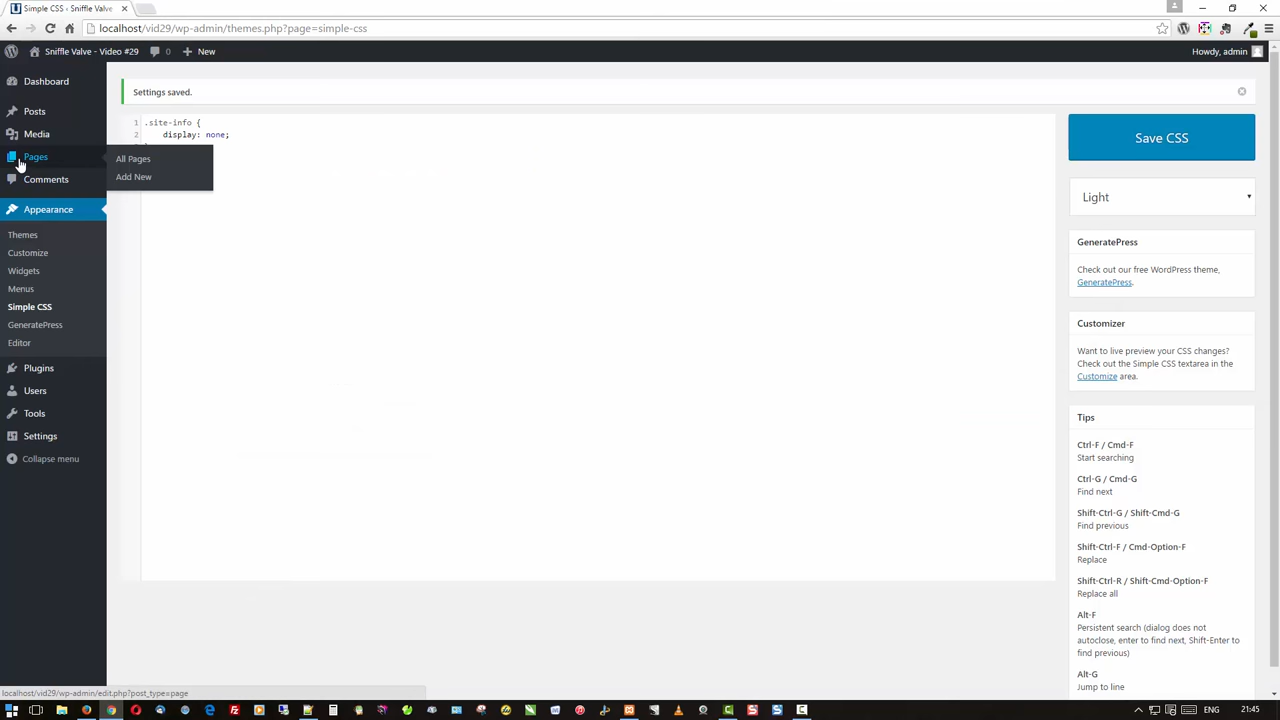 Simple CSS ‹ Sniffle Valve
localhost/vid29/wp-admin/themes.php?page=simple-css
Sniffle Valve - Video #29
0
New
Howdy, admin
Dashboard
Posts
Media
Pages
Comments
Appearance
Themes
Customize
Widgets
Menus
Simple CSS
GeneratePress
Editor
Plugins
Users
Tools
Settings
Collapse menu
All Pages
Add New
Settings saved.
1 .site-info {
2 display: none;
Save CSS
Light
GeneratePress
Check out our free WordPress theme,
GeneratePress.
Customizer
Want to live preview your CSS changes?
Check out the Simple CSS textarea in the
Customize area.
Tips
Ctrl-F / Cmd-F
Start searching
Ctrl-G / Cmd-G
Find next
Shift-Ctrl-G / Shift-Cmd-G
Find previous
Shift-Ctrl-F / Cmd-Option-F
Replace
Shift-Ctrl-R / Shift-Cmd-Option-F
Replace all
Alt-F
Persistent search (dialog does not
autoclose, enter to find next, Shift-Enter to
find previous)
Alt-G
Jump to line
localhost/vid29/wp-admin/edit.php?post_type=page
ENG
21:45